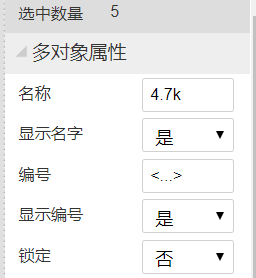 选中数量 5
多对象属性
名称 4.7k
显示名字 是
编号 <...>
显示编号 是
锁定 否